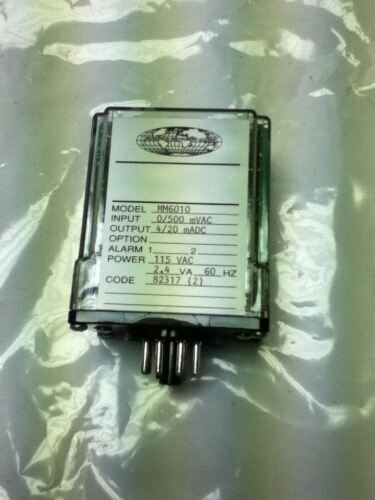 MODEL MM6010
INPUT 0/500 mVAC
OUTPUT 4/20 mADC
OPTION
ALARM 1 2
POWER 115 VAC
2.4 VA 60 HZ
CODE 82317 (2)